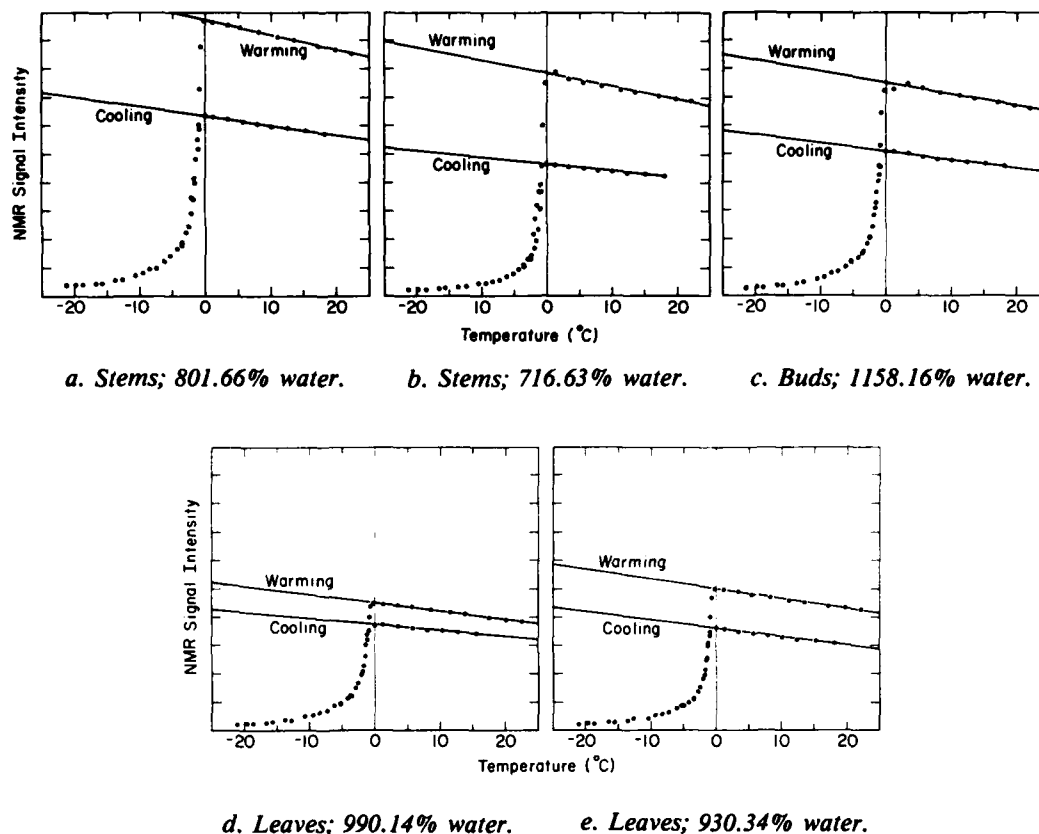 Warming
Cooling
NMR Signal Intensity
-20 -10 0 10 20
Warming
Cooling
-20 10 0 10 20
Warming
Cooling
-20 -10 0 10 20
Temperature (°C)
a. Stems; 801.66% water.
b. Stems; 716.63% water.
c. Buds; 1158.16% water.
Warming
Cooling
NMR Signal Intensity
-20 -10 0 10 20
Warming
Cooling
-20 -10 0 10 20
Temperature (°C)
d. Leaves; 990.14% water.
e. Leaves; 930.34% water.